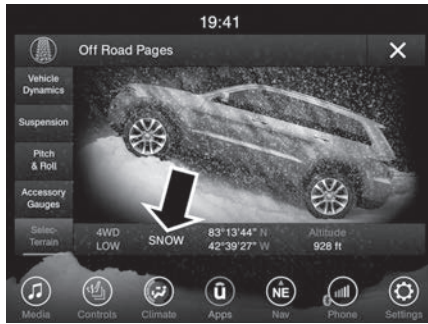 19:41
Off Road Pages
Vehicle
Dynamics
Suspension
Pitch
& Roll
Accessory
Gauges
Selec-
Terrain
4WD
LOW
SNOW
83°13'44" N
42°39'27" W
Altitude
928 ft
Media
Controls
Climate
û
Apps
NE
Nav
Phone
Settings